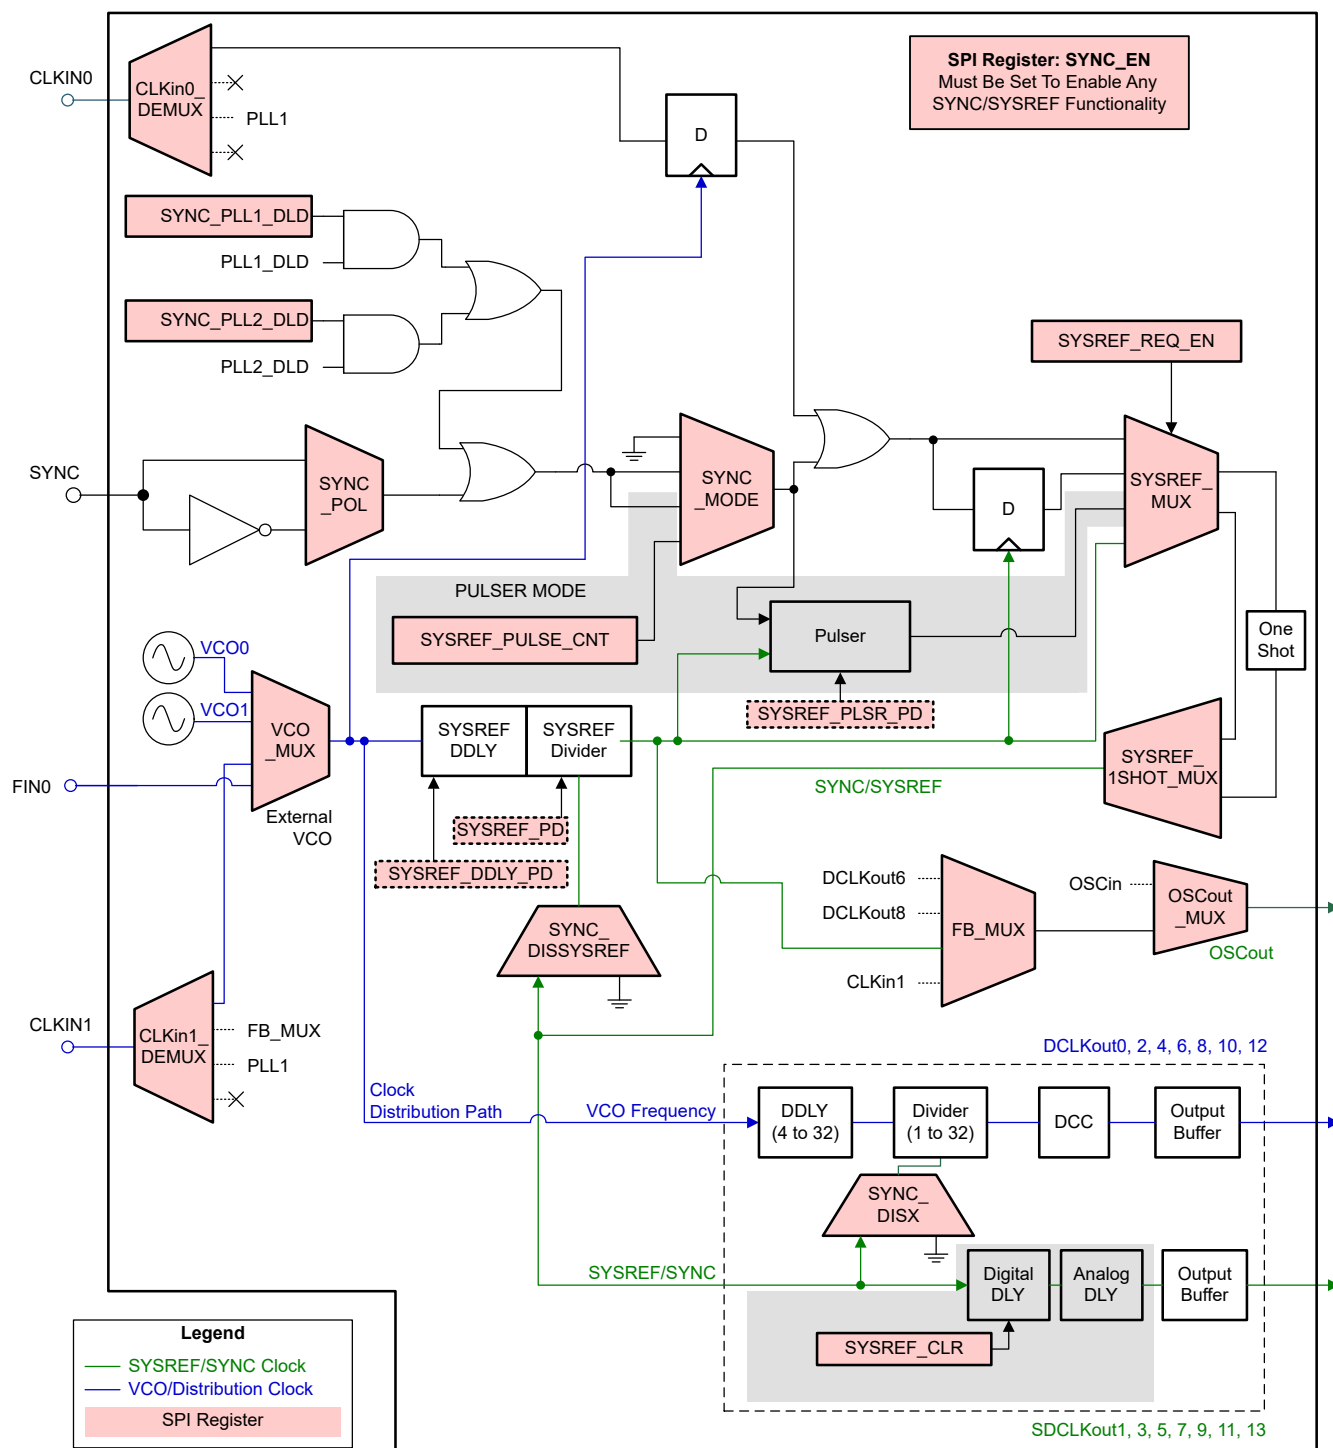 CLKIN0
CLKin0_
DEMUX
PLL1
D
SPI Register: SYNC_EN
Must Be Set To Enable Any
SYNC/SYSREF Functionality
SYNC_PLL1_DLD
PLL1_DLD
SYNC_PLL2_DLD
PLL2_DLD
SYSREF_REQ_EN
SYNC
SYNC
_POL
SYNC
_MODE
D
SYSREF_
MUX
PULSER MODE
SYSREF_PULSE_CNT
Pulser
One
Shot
SYSREF_PLSR_PD
VCO0
VCO1
VCO
_MUX
FIN0
External
VCO
SYSREF
DDLY
SYSREF
Divider
SYSREF_PD
SYSREF_DDLY_PD
SYNC/SYSREF
SYSREF_
1SHOT_MUX
SYNC_
DISSYSREF
DCLKout6
DCLKout8
CLKin1
FB_MUX
OSCin
OSCout
_MUX
OSCout
CLKIN1
CLKin1_
DEMUX
FB_MUX
PLL1
Clock
Distribution Path
VCO Frequency
DCLKout0, 2, 4, 6, 8, 10, 12
DDLY
(4 to 32)
Divider
(1 to 32)
DCC
Output
Buffer
SYNC_
DISX
SYSREF/SYNC
Digital
DLY
Analog
DLY
Output
Buffer
SYSREF_CLR
SDCLKout1, 3, 5, 7, 9, 11, 13
Legend
SYSREF/SYNC Clock
VCO/Distribution Clock
SPI Register